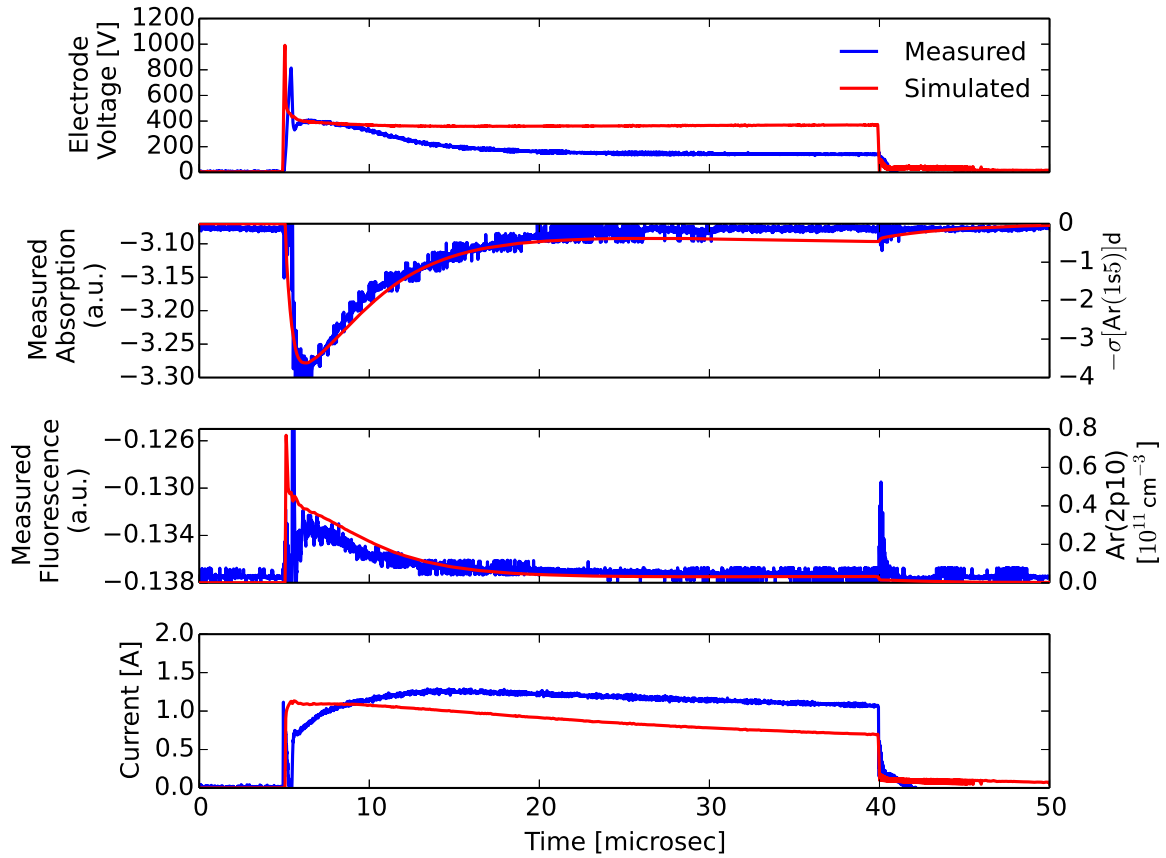 1200
1000
800
600
400
200
0
Electrode
Voltage [V]
Measured
Simulated
−3.10
−3.15
−3.20
−3.25
−3.30
Measured
Absorption
(a.u.)
0
−1
−2
−3
−4
−σ[Ar(1s5)]d
−0.126
−0.130
−0.134
−0.138
Measured
Fluorescence
(a.u.)
0.8
0.6
0.4
0.2
0.0
Ar(2p10)
[10¹¹ cm⁻³]
2.0
1.5
1.0
0.5
0.0
Current [A]
0 10 20 30 40 50
Time [microsec]